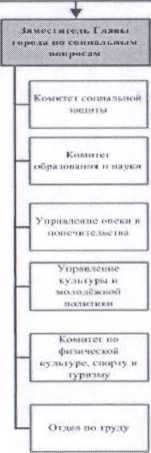 Заместитель Главы
города по социальным
вопросам
Комитет социальной
защиты
Комитет
образования и науки
Управление опеки и
попечительства
Управление
культуры и
молодёжной
политики
Комитет по
физической
культуре, спорту и
туризму
Отдел по труду